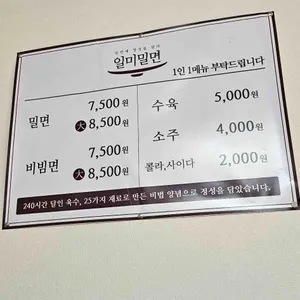 일미밀면
1인 1메뉴 부탁드립니다
밀면 7,500원
大 8,500원
비빔면 7,500원
大 8,500원
수육 5,000원
소주 4,000원
콜라,사이다 2,000원
240시간 달인 육수, 25가지 재료로 만든 비법 양념으로 정성을 담았습니다.